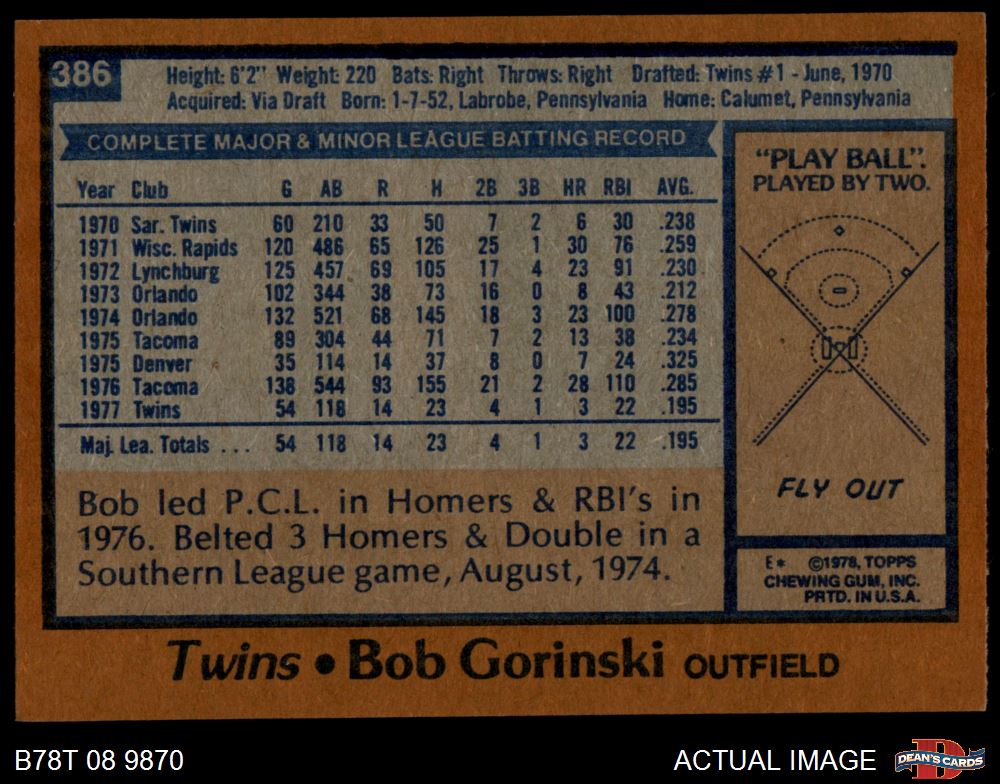 386
Height: 6'2" Weight: 220 Bats: Right Throws: Right Drafted: Twins #1 - June, 1970
Acquired: Via Draft Born: 1-7-52, Labrobe, Pennsylvania Home: Calumet, Pennsylvania
COMPLETE MAJOR & MINOR LEAGUE BATTING RECORD
Year Club G AB R H 2B 3B HR RBI AVG.
1970 Sar. Twins 60 210 33 50 7 2 6 30 .238
1971 Wisc. Rapids 120 486 65 126 25 1 30 76 .259
1972 Lynchburg 125 457 69 105 17 4 23 91 .230
1973 Orlando 102 344 38 73 16 0 8 43 .212
1974 Orlando 132 521 68 145 18 3 23 100 .278
1975 Tacoma 89 304 44 71 7 2 13 38 .234
1975 Denver 35 114 14 37 8 0 7 24 .325
1976 Tacoma 138 544 93 155 21 2 28 110 .285
1977 Twins 54 118 14 23 4 1 3 22 .195
Maj. Lea. Totals ... 54 118 14 23 4 1 3 22 .195
Bob led P.C.L. in Homers & RBI's in
1976. Belted 3 Homers & Double in a
Southern League game, August, 1974.
"PLAY BALL".
PLAYED BY TWO.
FLY OUT
E* ©1978, TOPPS
CHEWING GUM, INC.
PRTD. IN U.S.A.
Twins • Bob Gorinski OUTFIELD
B78T 08 9870
ACTUAL IMAGE
D
DEAN'S CARDS